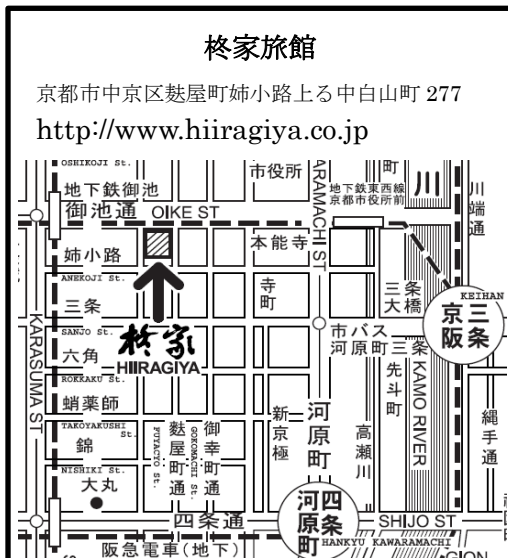 柊家旅館
京都市中京区麸屋町姉小路上る中白山町 277
http://www.hiiragiya.co.jp
OSHIKOJI St.
市役所
町
川
地下鉄御池
地下鉄東西線
京都市役所前
川端通
御池通 OIKE ST
KARAMACHI ST
本能寺
姉小路
ANEKOJI St.
寺町
三条大橋
KEIHAN
京阪三条
三条
SANJO St.
KARASUMA ST
柊家
HIIRAGIYA
市バス
河原町三条
六角
ROKKAKU St.
先斗町
KAMO RIVER
蛸薬師
TAKOYAKUSHI St.
新京極
河原町
高瀬川
縄手通
錦
麩屋町通
FUYACYO St.
GOKOMACHI St.
御幸町通
NISHIKI St.
大丸
四条通
四条河原町
SHIJO ST
HANKYU KAWARAMACHI
阪急電車(地下)
GION